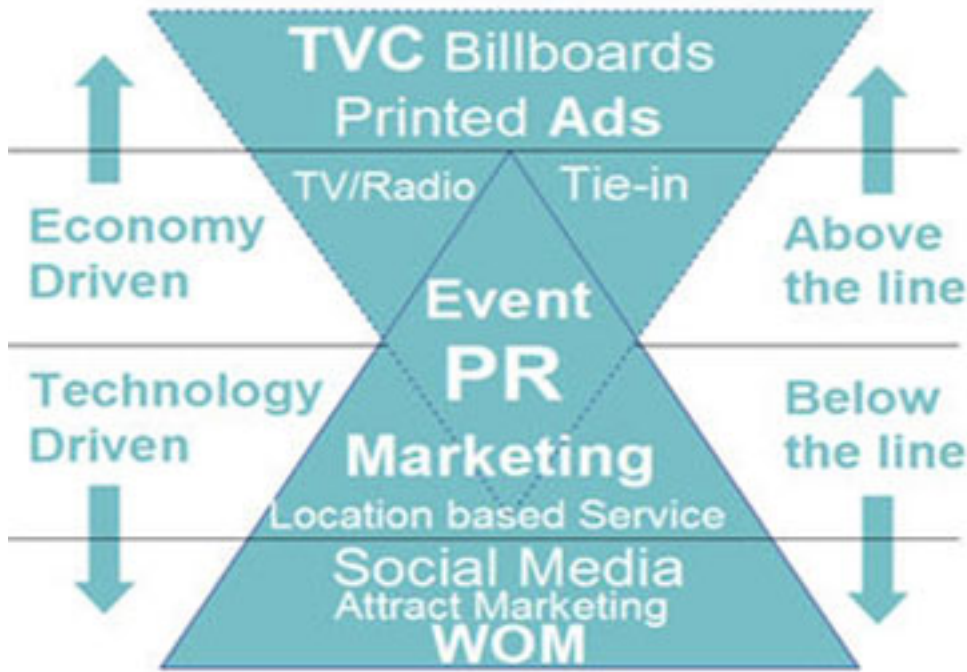 TVC Billboards
Printed Ads
TV/Radio Tie-in
Economy
Driven
Above
the line
Event
PR
Marketing
Technology
Driven
Below
the line
Location based Service
Social Media
Attract Marketing
WOM